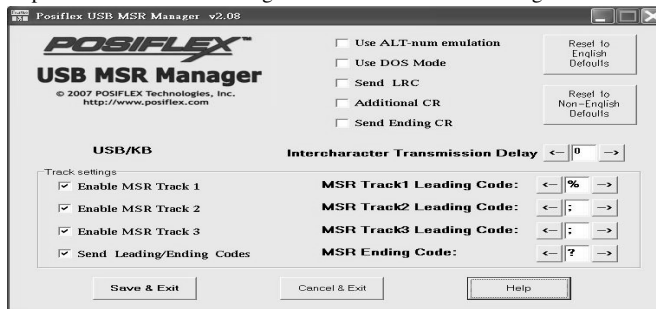 Posiflex USB MSR Manager v2.08
POSIFLEX™
USB MSR Manager
© 2007 POSIFLEX Technologies, Inc.
http://www.posiflex.com
Use ALT-num emulation
Use DOS Mode
Send LRC
Additional CR
Send Ending CR
Reset to
English
Defaults
Reset to
Non-English
Defaults
USB/KB
Intercharacter Transmission Delay <-- 0 -->
Track settings
Enable MSR Track 1 MSR Track1 Leading Code: <-- % -->
Enable MSR Track 2 MSR Track2 Leading Code: <-- ; -->
Enable MSR Track 3 MSR Track3 Leading Code: <-- ; -->
Send Leading/Ending Codes MSR Ending Code: <-- ? -->
Save & Exit Cancel & Exit Help